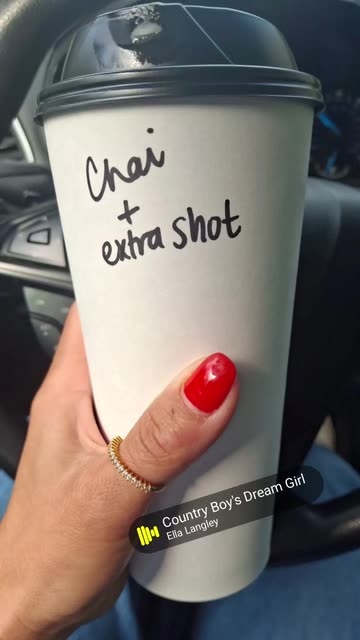 Chai
+
extra shot
Country Boy's Dream Girl
Ella Langley